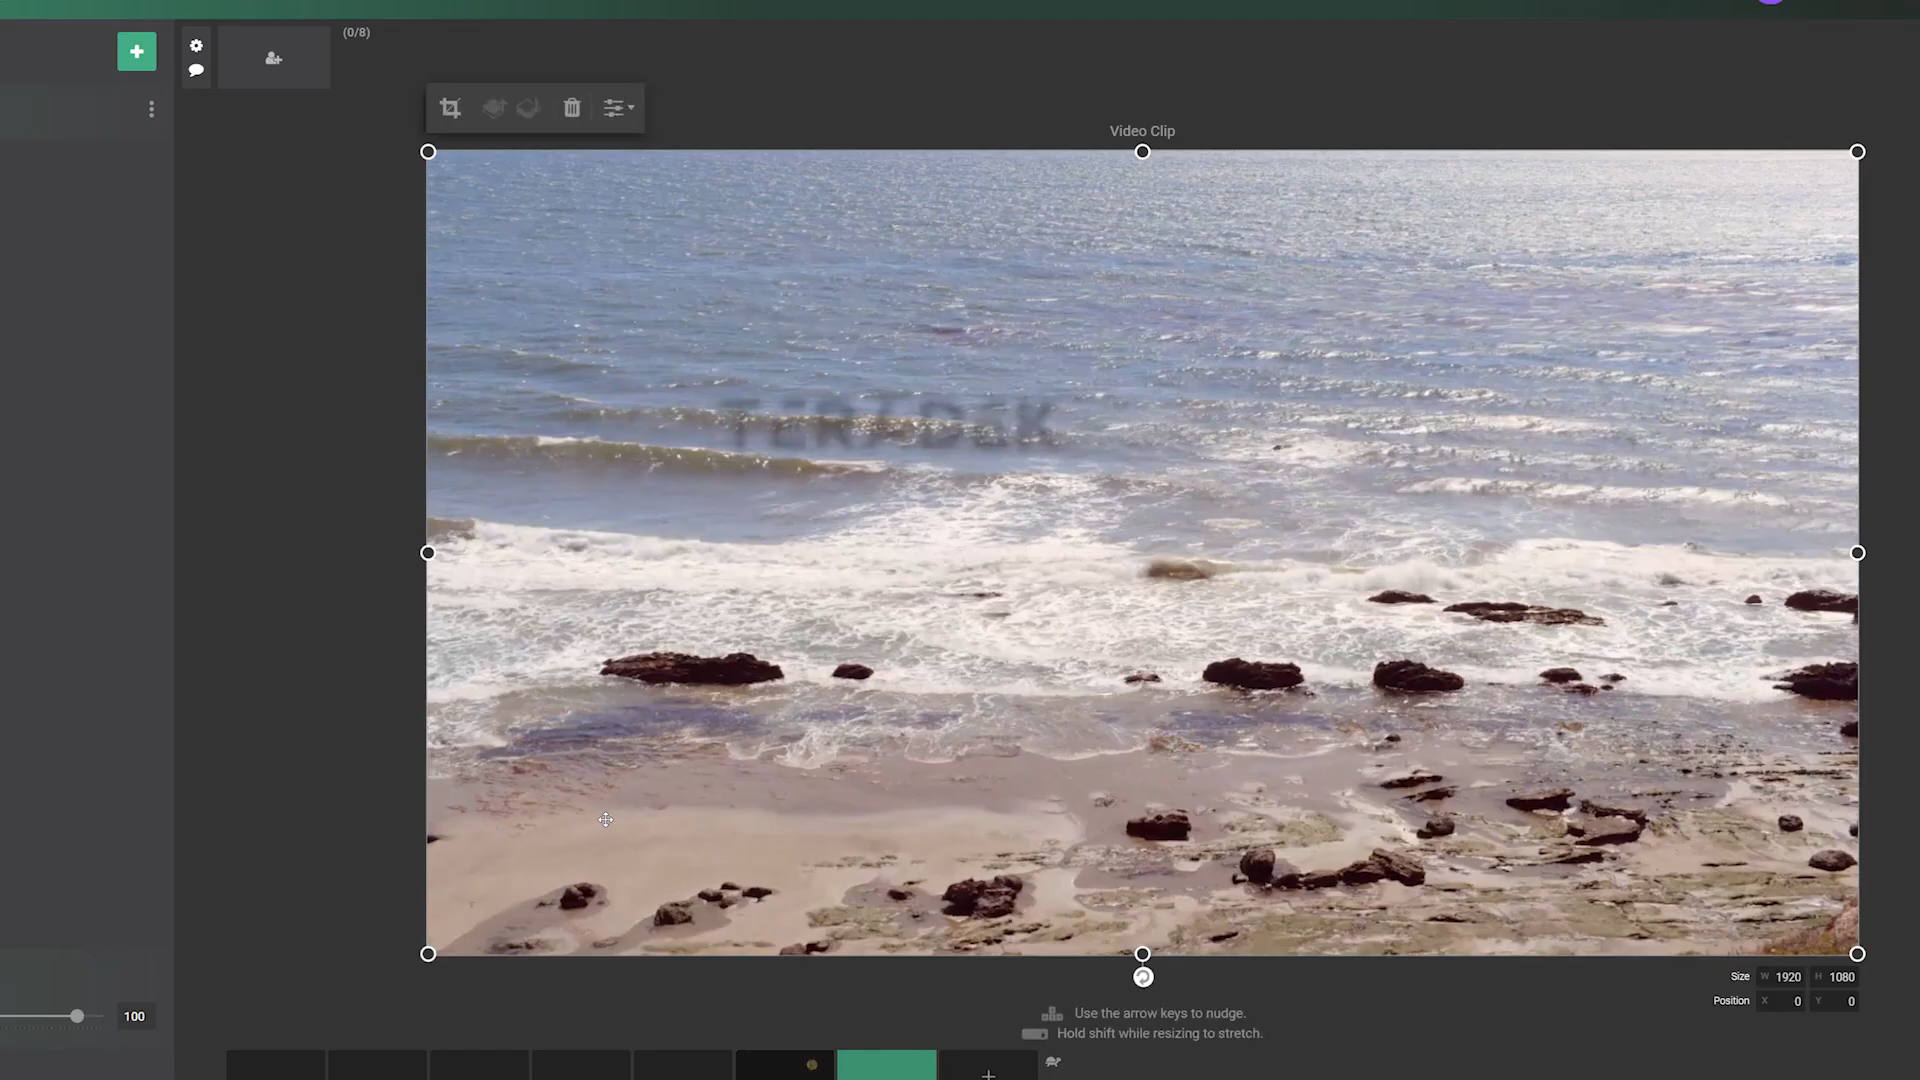 (0/8)
Video Clip
TERADEK
Size W 1920 H 1080
Position X 0 Y 0
100
Use the arrow keys to nudge.
Hold shift while resizing to stretch.